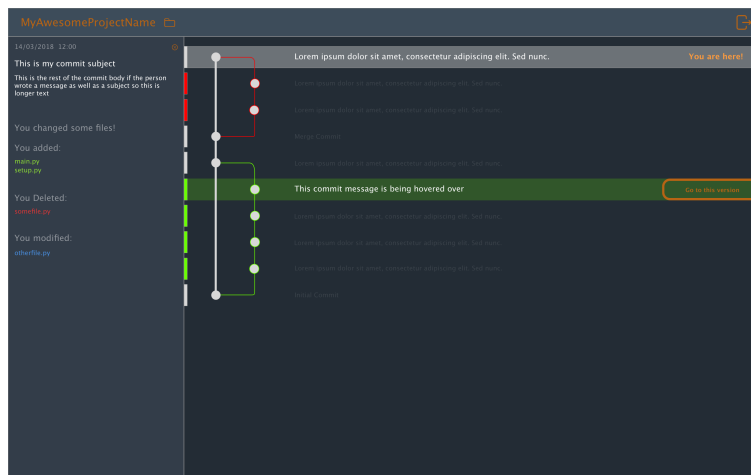 MyAwesomeProjectName
14/03/2018 12:00
This is my commit subject
This is the rest of the commit body if the person
wrote a message as well as a subject so this is
longer text
You changed some files!
You added:
main.py
setup.py
You Deleted:
somefile.py
You modified:
otherfile.py
Lorem ipsum dolor sit amet, consectetur adipiscing elit. Sed nunc.
You are here!
Lorem ipsum dolor sit amet, consectetur adipiscing elit. Sed nunc.
Lorem ipsum dolor sit amet, consectetur adipiscing elit. Sed nunc.
Merge Commit
Lorem ipsum dolor sit amet, consectetur adipiscing elit. Sed nunc.
This commit message is being hovered over
Go to this version
Lorem ipsum dolor sit amet, consectetur adipiscing elit. Sed nunc.
Lorem ipsum dolor sit amet, consectetur adipiscing elit. Sed nunc.
Lorem ipsum dolor sit amet, consectetur adipiscing elit. Sed nunc.
Initial Commit